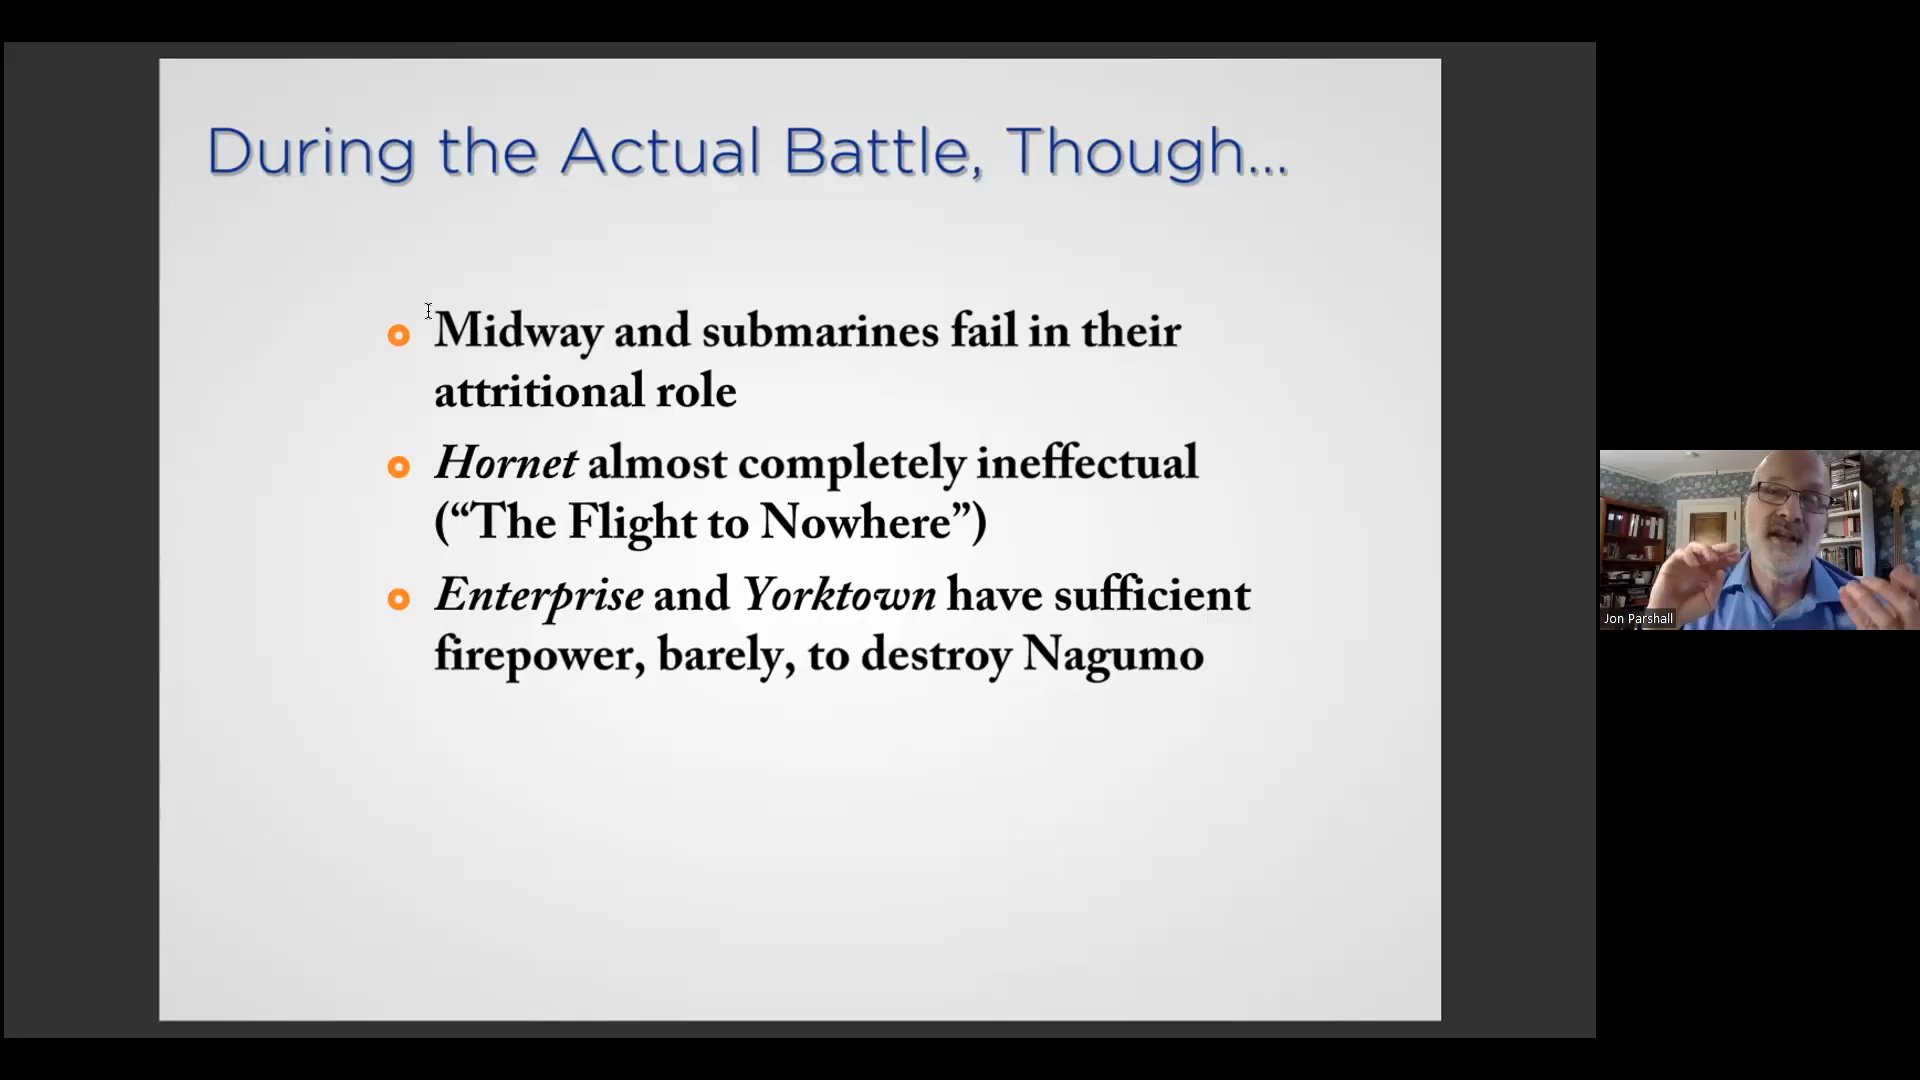 During the Actual Battle, Though...
Midway and submarines fail in their
attritional role
Hornet almost completely ineffectual
(“The Flight to Nowhere”)
Enterprise and Yorktown have sufficient
firepower, barely, to destroy Nagumo
Jon Parshall